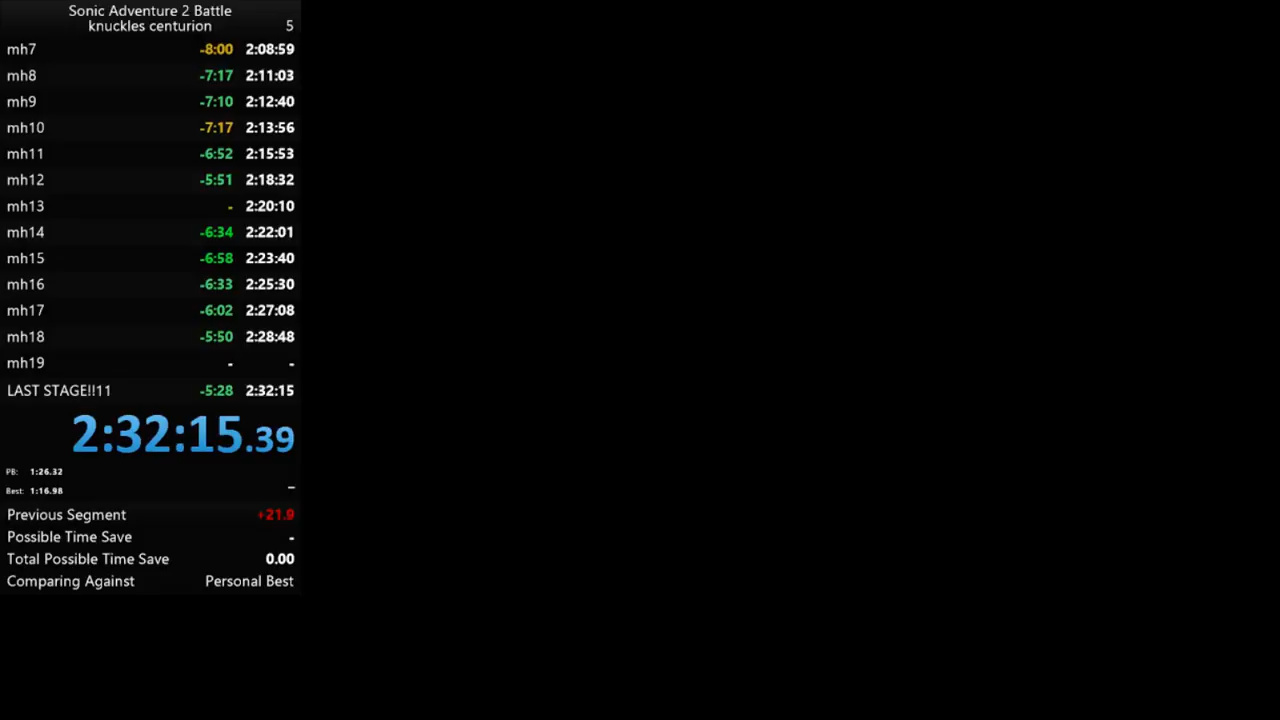 Sonic Adventure 2 Battle
knuckles centurion 5
mh7 -8:00 2:08:59
mh8 -7:17 2:11:03
mh9 -7:10 2:12:40
mh10 -7:17 2:13:56
mh11 -6:52 2:15:53
mh12 -5:51 2:18:32
mh13 - 2:20:10
mh14 -6:34 2:22:01
mh15 -6:58 2:23:40
mh16 -6:33 2:25:30
mh17 -6:02 2:27:08
mh18 -5:50 2:28:48
mh19 - -
LAST STAGE!!11 -5:28 2:32:15
2:32:15.39
PB: 1:26.32
Best: 1:16.98 –
Previous Segment +21.9
Possible Time Save -
Total Possible Time Save 0.00
Comparing Against Personal Best